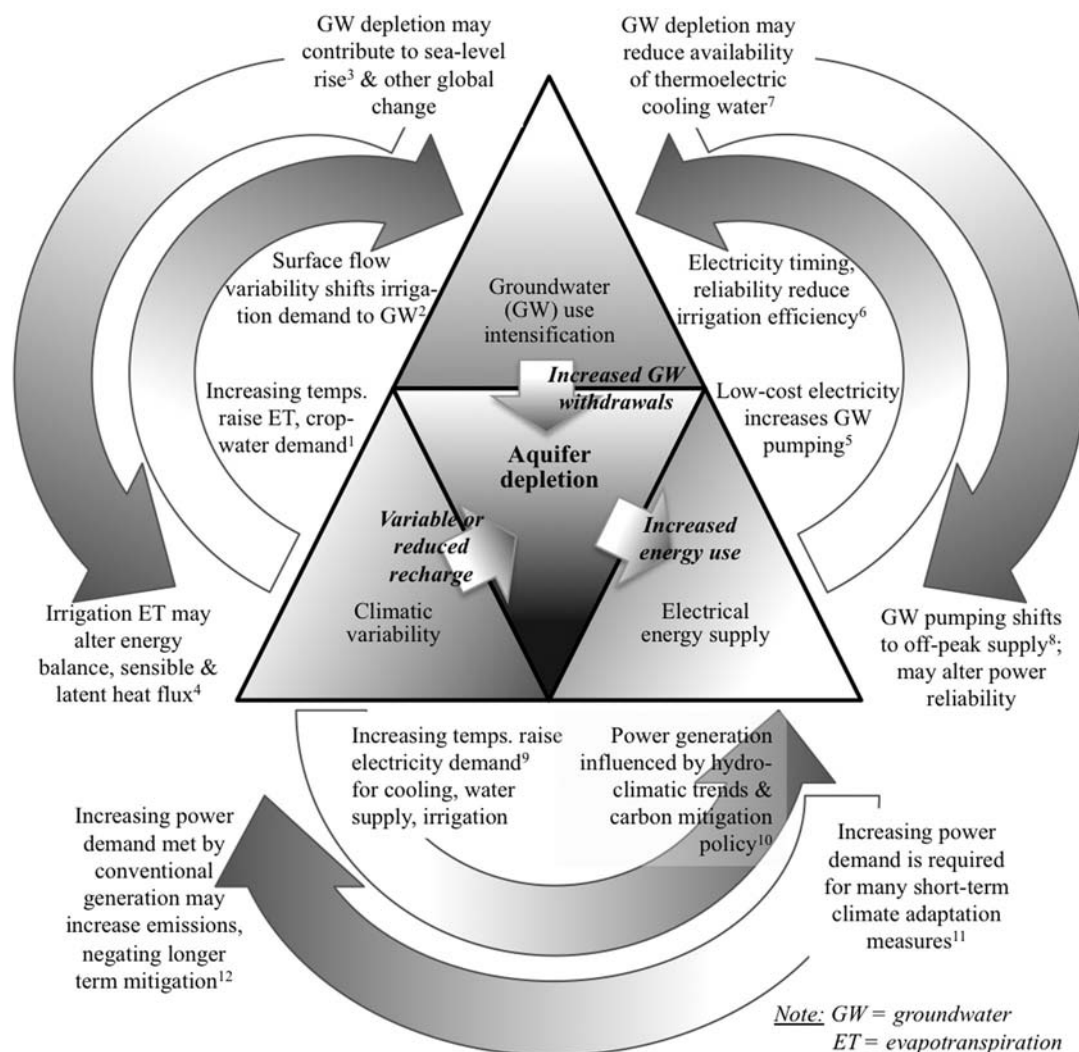 GW depletion may
contribute to sea-level
rise³ & other global
change
GW depletion may
reduce availability
of thermoelectric
cooling water⁷
Surface flow
variability shifts irriga-
tion demand to GW²
Groundwater
(GW) use
intensification
Electricity timing,
reliability reduce
irrigation efficiency⁶
Increasing temps.
raise ET, crop-
water demand¹
Increased GW
withdrawals
Low-cost electricity
increases GW
pumping⁵
Aquifer
depletion
Variable or
reduced
recharge
Increased
energy use
Climatic
variability
Electrical
energy supply
Irrigation ET may
alter energy
balance, sensible &
latent heat flux⁴
GW pumping shifts
to off-peak supply⁸;
may alter power
reliability
Increasing temps. raise
electricity demand⁹
for cooling, water
supply, irrigation
Power generation
influenced by hydro-
climatic trends &
carbon mitigation
policy¹⁰
Increasing power
demand met by
conventional
generation may
increase emissions,
negating longer
term mitigation¹²
Increasing power
demand is required
for many short-term
climate adaptation
measures¹¹
Note: GW = groundwater
ET = evapotranspiration